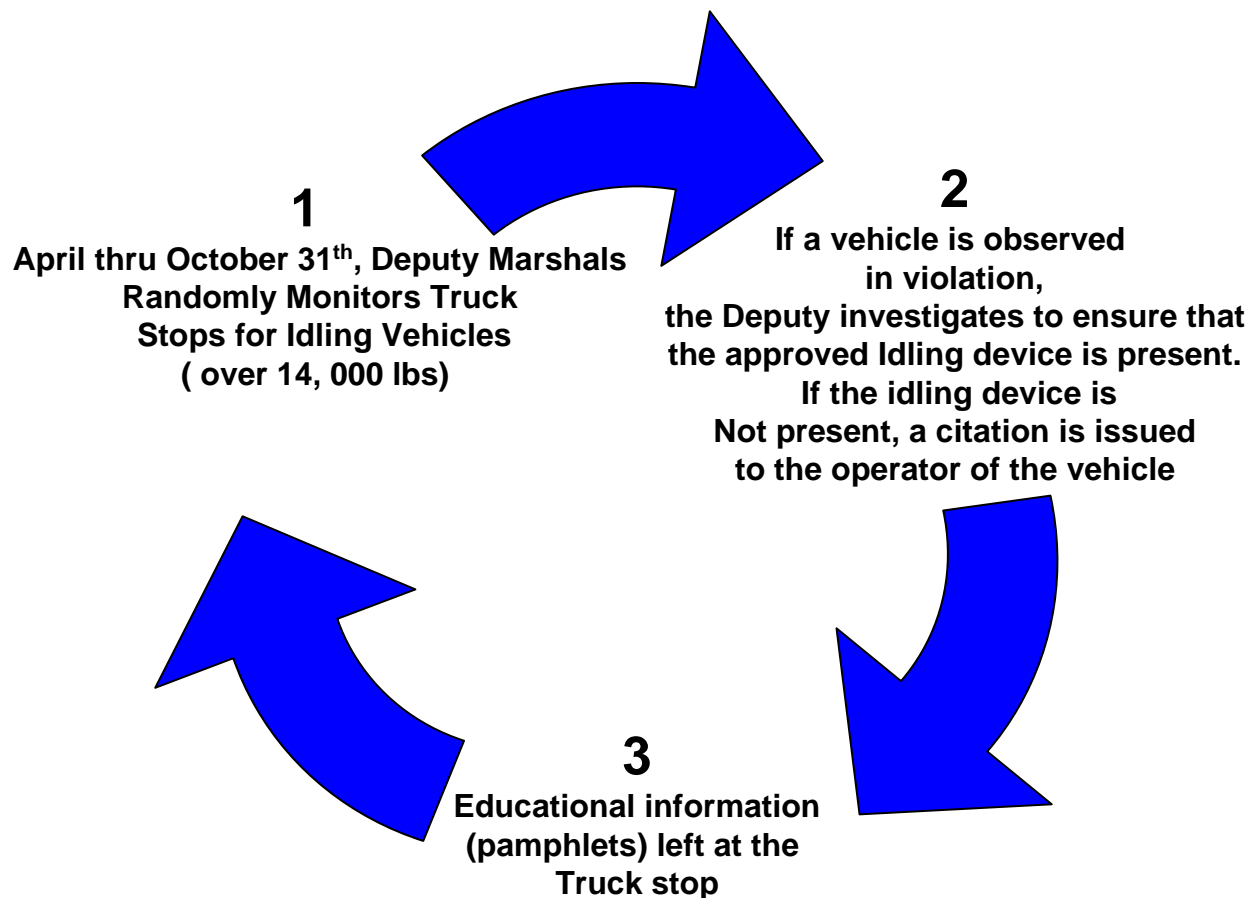 1
April thru October 31th, Deputy Marshals
Randomly Monitors Truck
Stops for Idling Vehicles
( over 14, 000 lbs)
2
If a vehicle is observed
in violation,
the Deputy investigates to ensure that
the approved Idling device is present.
If the idling device is
Not present, a citation is issued
to the operator of the vehicle
3
Educational information
(pamphlets) left at the
Truck stop